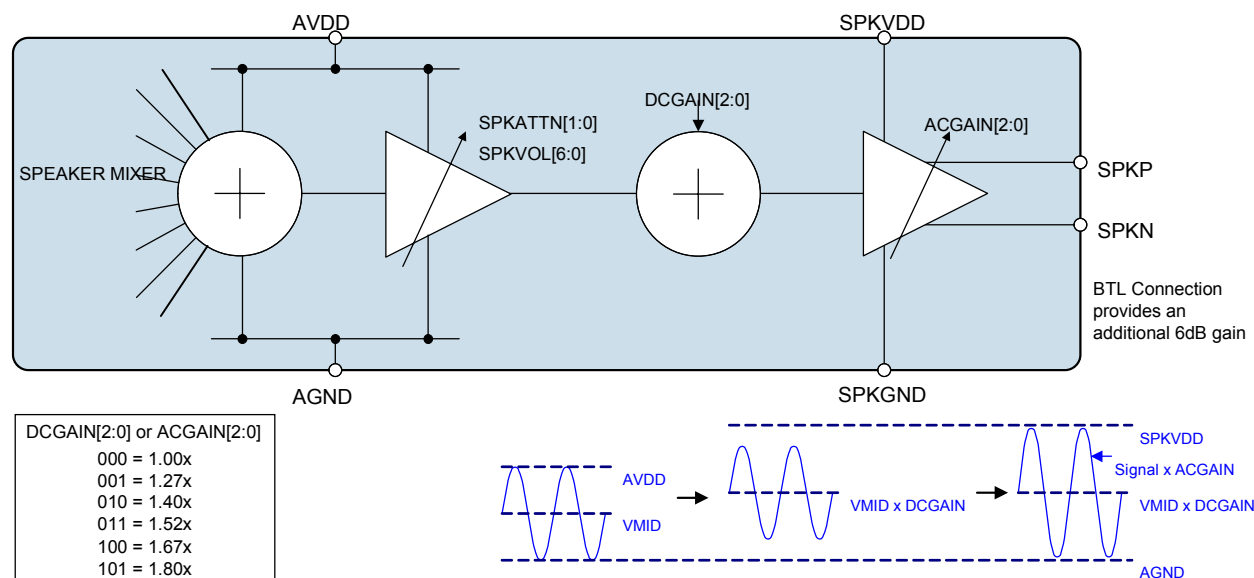 AVDD
SPKVDD
SPEAKER MIXER
SPKATTN[1:0]
SPKVOL[6:0]
DCGAIN[2:0]
ACGAIN[2:0]
SPKP
SPKN
BTL Connection
provides an
additional 6dB gain
AGND
SPKGND
DCGAIN[2:0] or ACGAIN[2:0]
000 = 1.00x
001 = 1.27x
010 = 1.40x
011 = 1.52x
100 = 1.67x
101 = 1.80x
AVDD
VMID
VMID x DCGAIN
SPKVDD
Signal x ACGAIN
VMID x DCGAIN
AGND